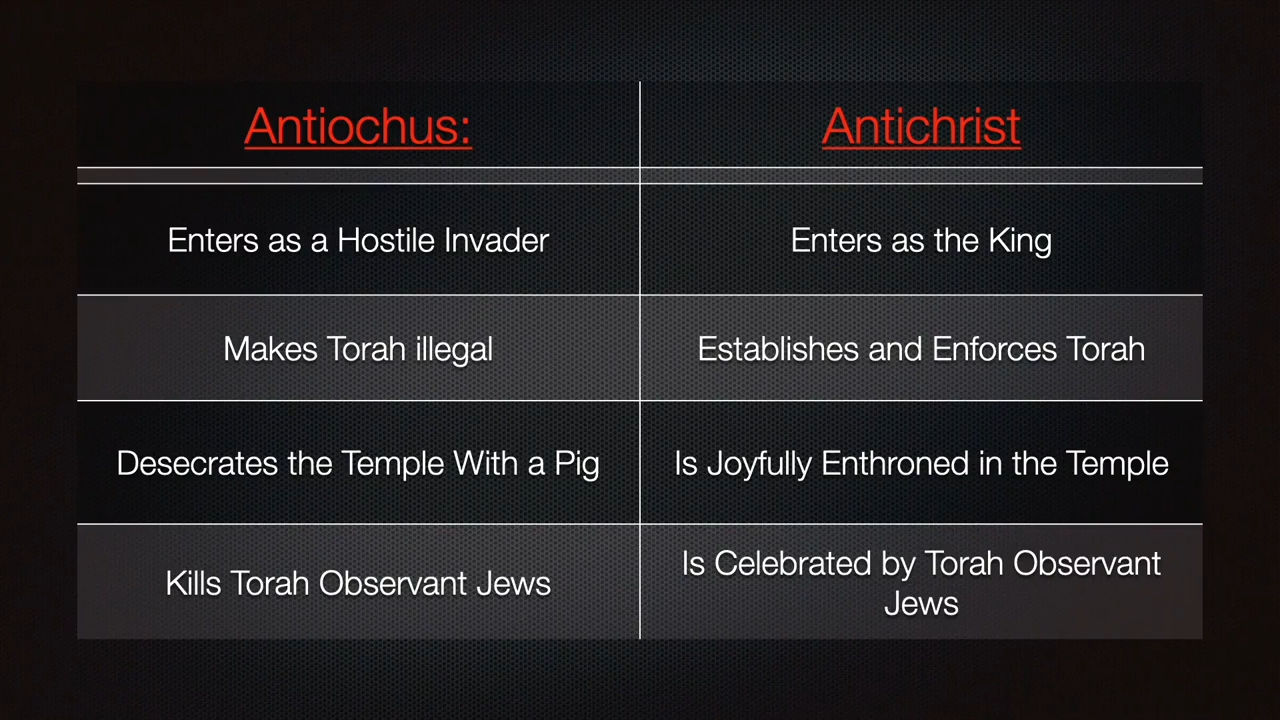 Antiochus:
Antichrist
Enters as a Hostile Invader
Enters as the King
Makes Torah illegal
Establishes and Enforces Torah
Desecrates the Temple With a Pig
Is Joyfully Enthroned in the Temple
Kills Torah Observant Jews
Is Celebrated by Torah Observant
Jews